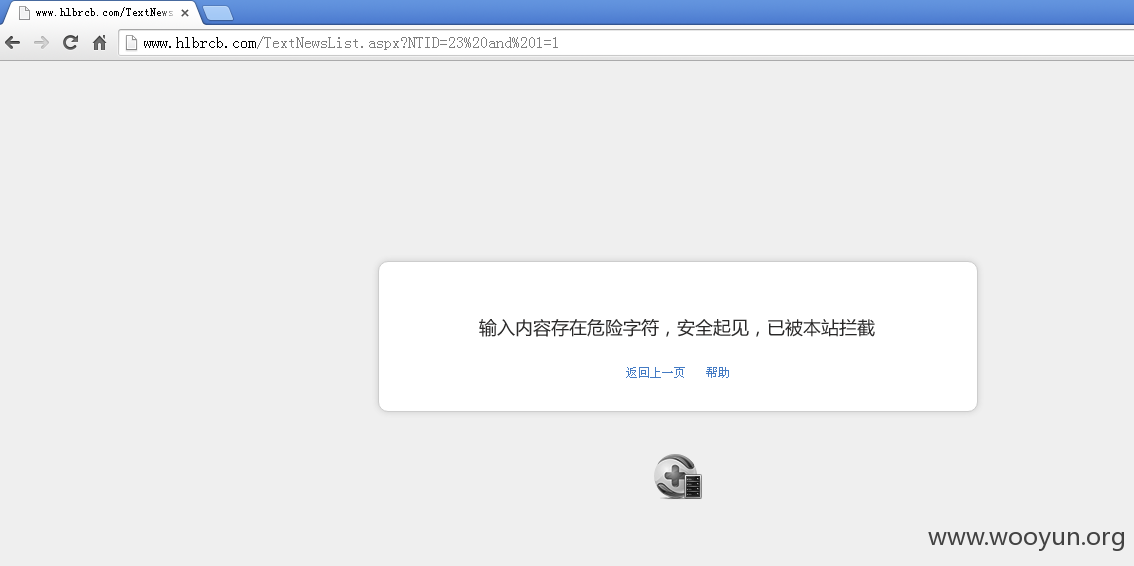 www.hlbrcb.com/TextNews
www.hlbrcb.com/TextNewsList.aspx?NTID=23%20and%201=1
输入内容存在危险字符，安全起见，已被本站拦截
返回上一页 帮助
www.wooyun.org